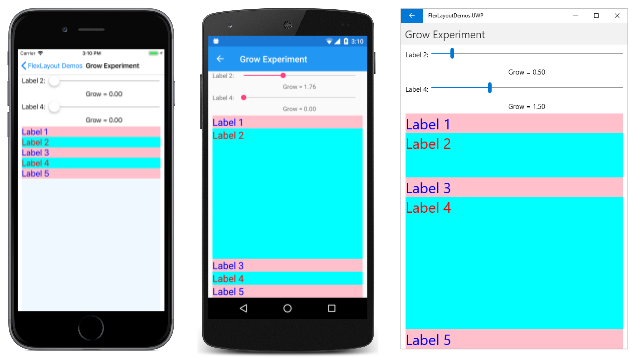 Carrier 3:10 PM
FlexLayout Demos Grow Experiment
Label 2:
Grow = 0.00
Label 4:
Grow = 0.00
Label 1
Label 2
Label 3
Label 4
Label 5
3:10
Grow Experiment
Label 2:
Grow = 1.76
Label 4:
Grow = 0.00
Label 1
Label 2
Label 3
Label 4
Label 5
FlexLayoutDemos.UWP
Grow Experiment
Label 2:
Grow = 0.50
Label 4:
Grow = 1.50
Label 1
Label 2
Label 3
Label 4
Label 5